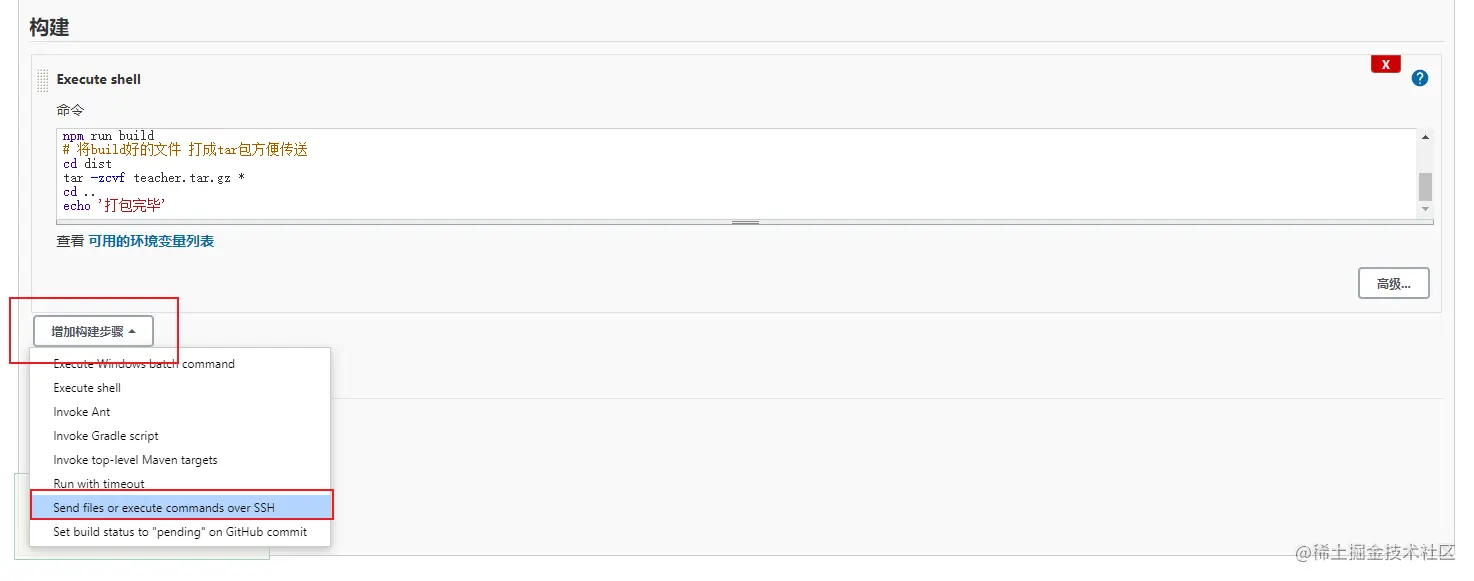 构建
Execute shell
X
?
命令
npm run build
# 将build好的文件 打成tar包方便传送
cd dist
tar -zcvf teacher.tar.gz *
cd ..
echo '打包完毕'
查看 可用的环境变量列表
高级...
增加构建步骤
Execute Windows batch command
Execute shell
Invoke Ant
Invoke Gradle script
Invoke top-level Maven targets
Run with timeout
Send files or execute commands over SSH
Set build status to "pending" on GitHub commit
@稀土掘金技术社区